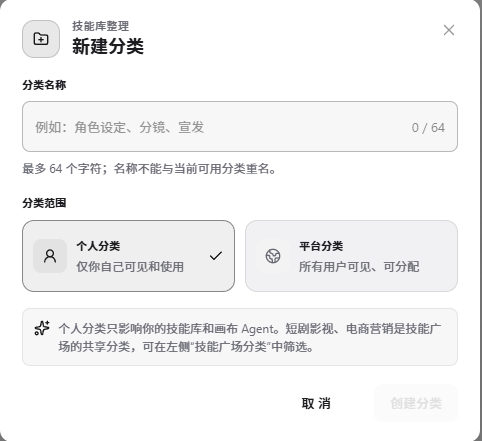 技能库整理
新建分类
分类名称
例如：角色设定、分镜、宣发
0 / 64
最多 64 个字符；名称不能与当前可用分类重名。
分类范围
个人分类
仅你自己可见和使用
平台分类
所有用户可见、可分配
个人分类只影响你的技能库和画布 Agent。短剧影视、电商营销是技能广
场的共享分类，可在左侧“技能广场分类”中筛选。
取消
创建分类